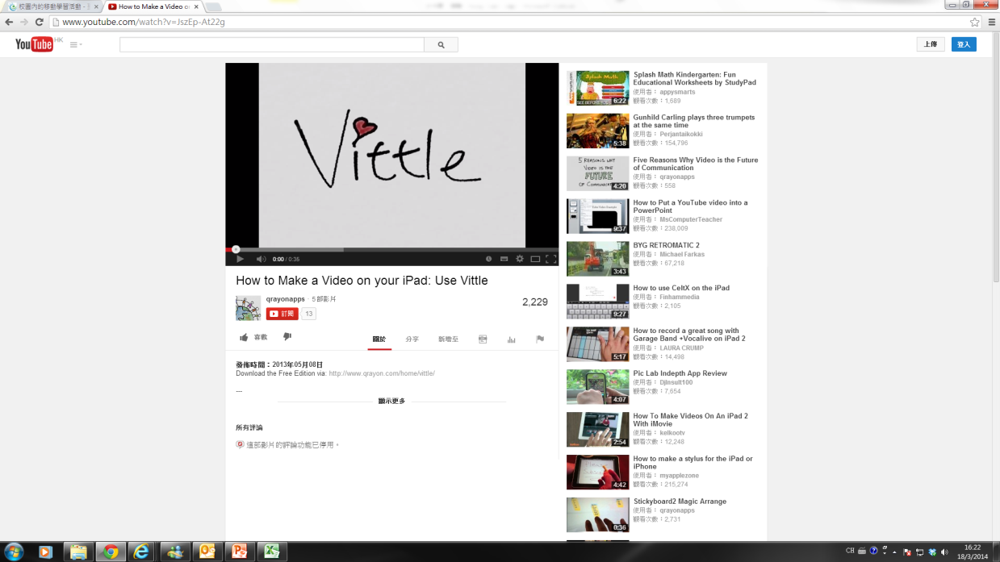 校園內的移動學習活動 -
How to Make a Video on
www.youtube.com/watch?v=JszEp-At22g
YouTube HK
上傳
登入
Vittle
0:00 / 0:35
How to Make a Video on your iPad: Use Vittle
qrayonapps · 5 部影片
訂閱 13
2,229
喜歡
關於 分享 新增至
發佈時間：2013年05月08日
Download the Free Edition via: http://www.qrayon.com/home/vittle/
---
顯示更多
所有評論
這部影片的評論功能已停用。
Splash Math
SEE BEFORE YOU
6:22
Splash Math Kindergarten: Fun
Educational Worksheets by StudyPad
使用者： appysmarts
觀看次數：1,689
5:38
Gunhild Carling plays three trumpets
at the same time
使用者： Perjantaikokki
觀看次數：154,796
5 REASONS WHY
VIDEO IS THE
FUTURE
OF COMMUNICAT
4:20
Five Reasons Why Video is the Future
of Communication
使用者： qrayonapps
觀看次數：558
9:37
How to Put a YouTube video into a
PowerPoint
使用者： MsComputerTeacher
觀看次數：238,009
3:43
BYG RETROMATIC 2
使用者： Michael Farkas
觀看次數：67,218
9:27
How to use CeltX on the iPad
使用者： Finhammedia
觀看次數：2,105
5:17
How to record a great song with
Garage Band +Vocalive on iPad 2
使用者： LAURA CRUMP
觀看次數：14,498
4:07
Pic Lab Indepth App Review
使用者： DjInsult100
觀看次數：7,654
2:54
How To Make Videos On An iPad 2
With iMovie
使用者： kelkootv
觀看次數：12,248
4:42
How to make a stylus for the iPad or
iPhone
使用者： myapplezone
觀看次數：215,274
0:36
Stickyboard2 Magic Arrange
使用者： qrayonapps
觀看次數：2,731
CH
16:22
18/3/2014